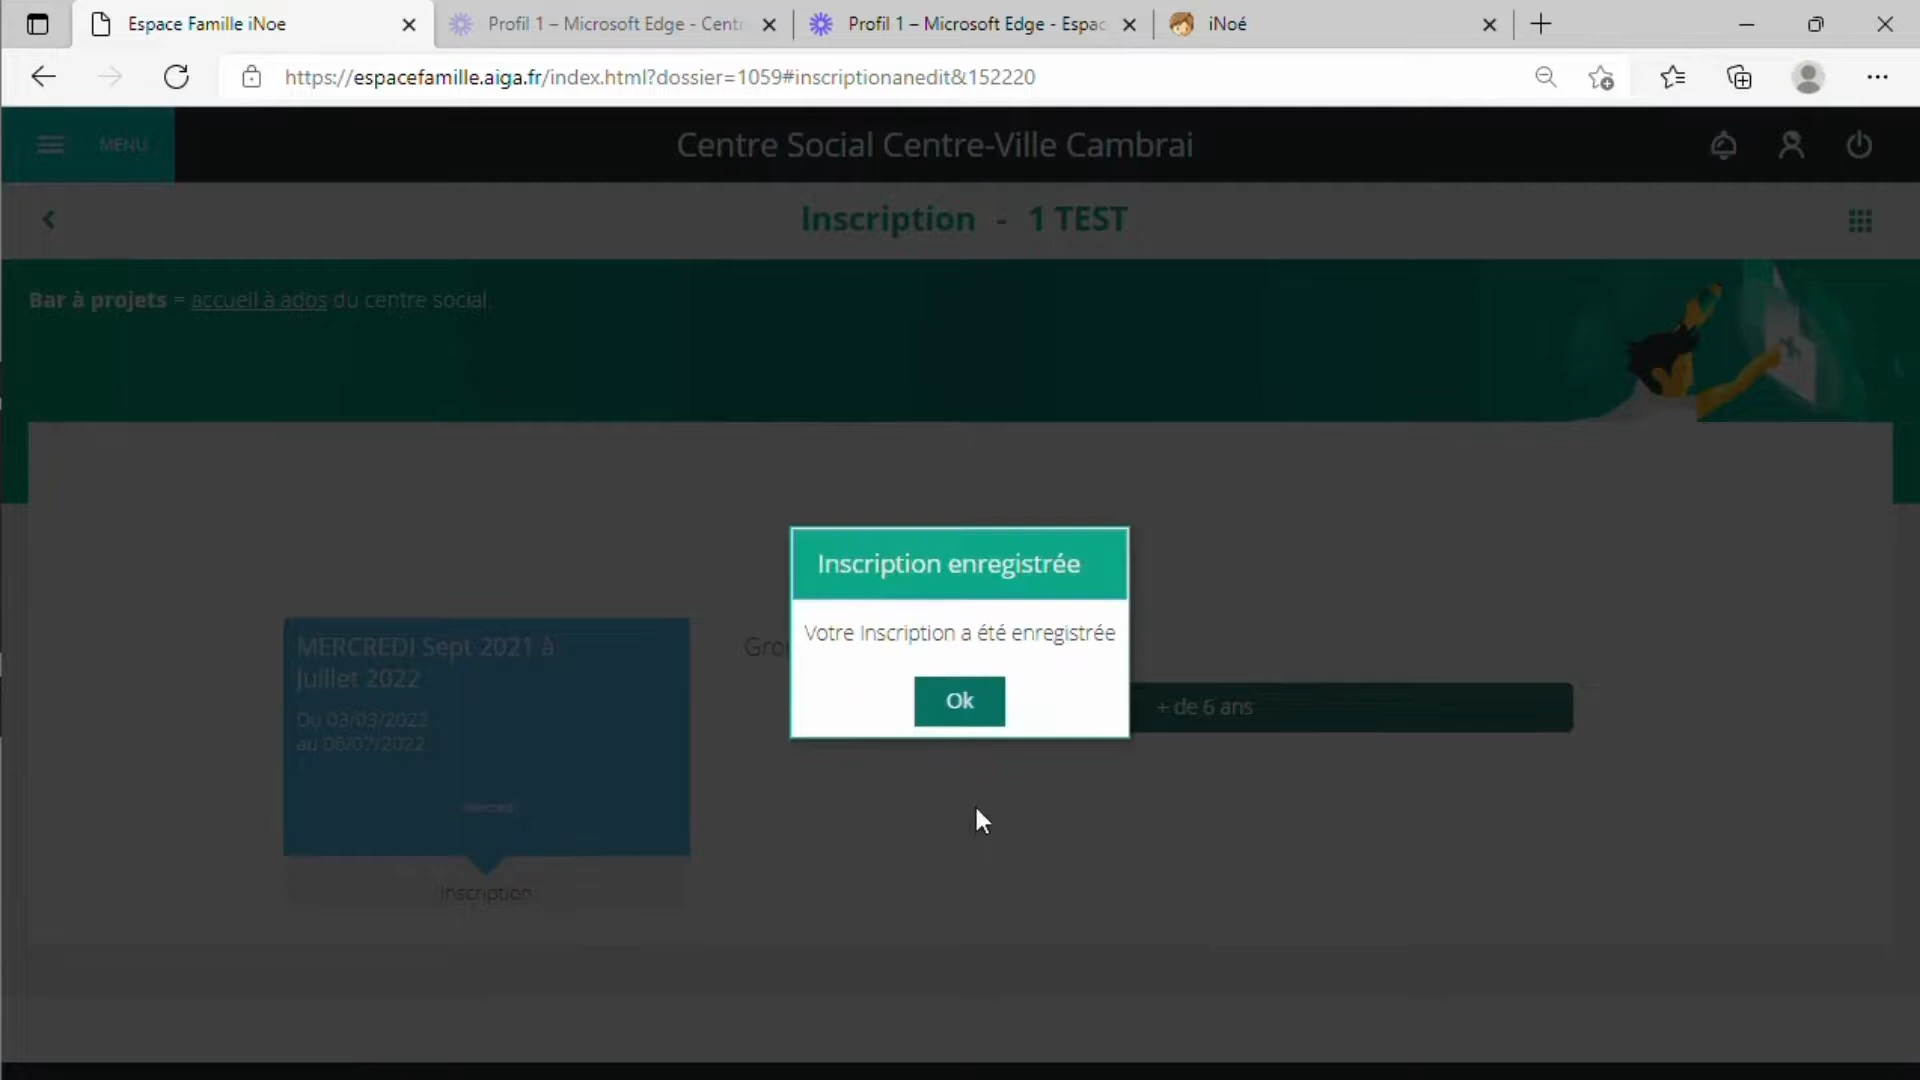 Espace Famille iNoe
Profil 1 – Microsoft Edge - Centr
Profil 1 – Microsoft Edge - Espac
iNoé
https://espacefamille.aiga.fr/index.html?dossier=1059#inscriptionanedit&152220
MENU
Centre Social Centre-Ville Cambrai
Inscription - 1 TEST
Bar à projets = accueil à ados du centre social.
Inscription enregistrée
Votre Inscription a été enregistrée
Ok
MERCREDI Sept 2021 à
Juillet 2022
Du 03/03/2022
au 06/07/2022
+ de 6 ans
Inscription